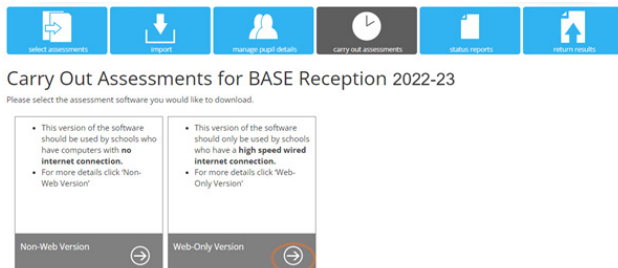 select assessments
import
manage pupil details
carry out assessments
status reports
return results
Carry Out Assessments for BASE Reception 2022-23
Please select the assessment software you would like to download.
• This version of the software
should be used by schools who
have computers with no
internet connection.
• For more details click 'Non-
Web Version'
Non-Web Version
• This version of the software
should only be used by schools
who have a high speed wired
internet connection.
• For more details click 'Web-
Only Version'
Web-Only Version